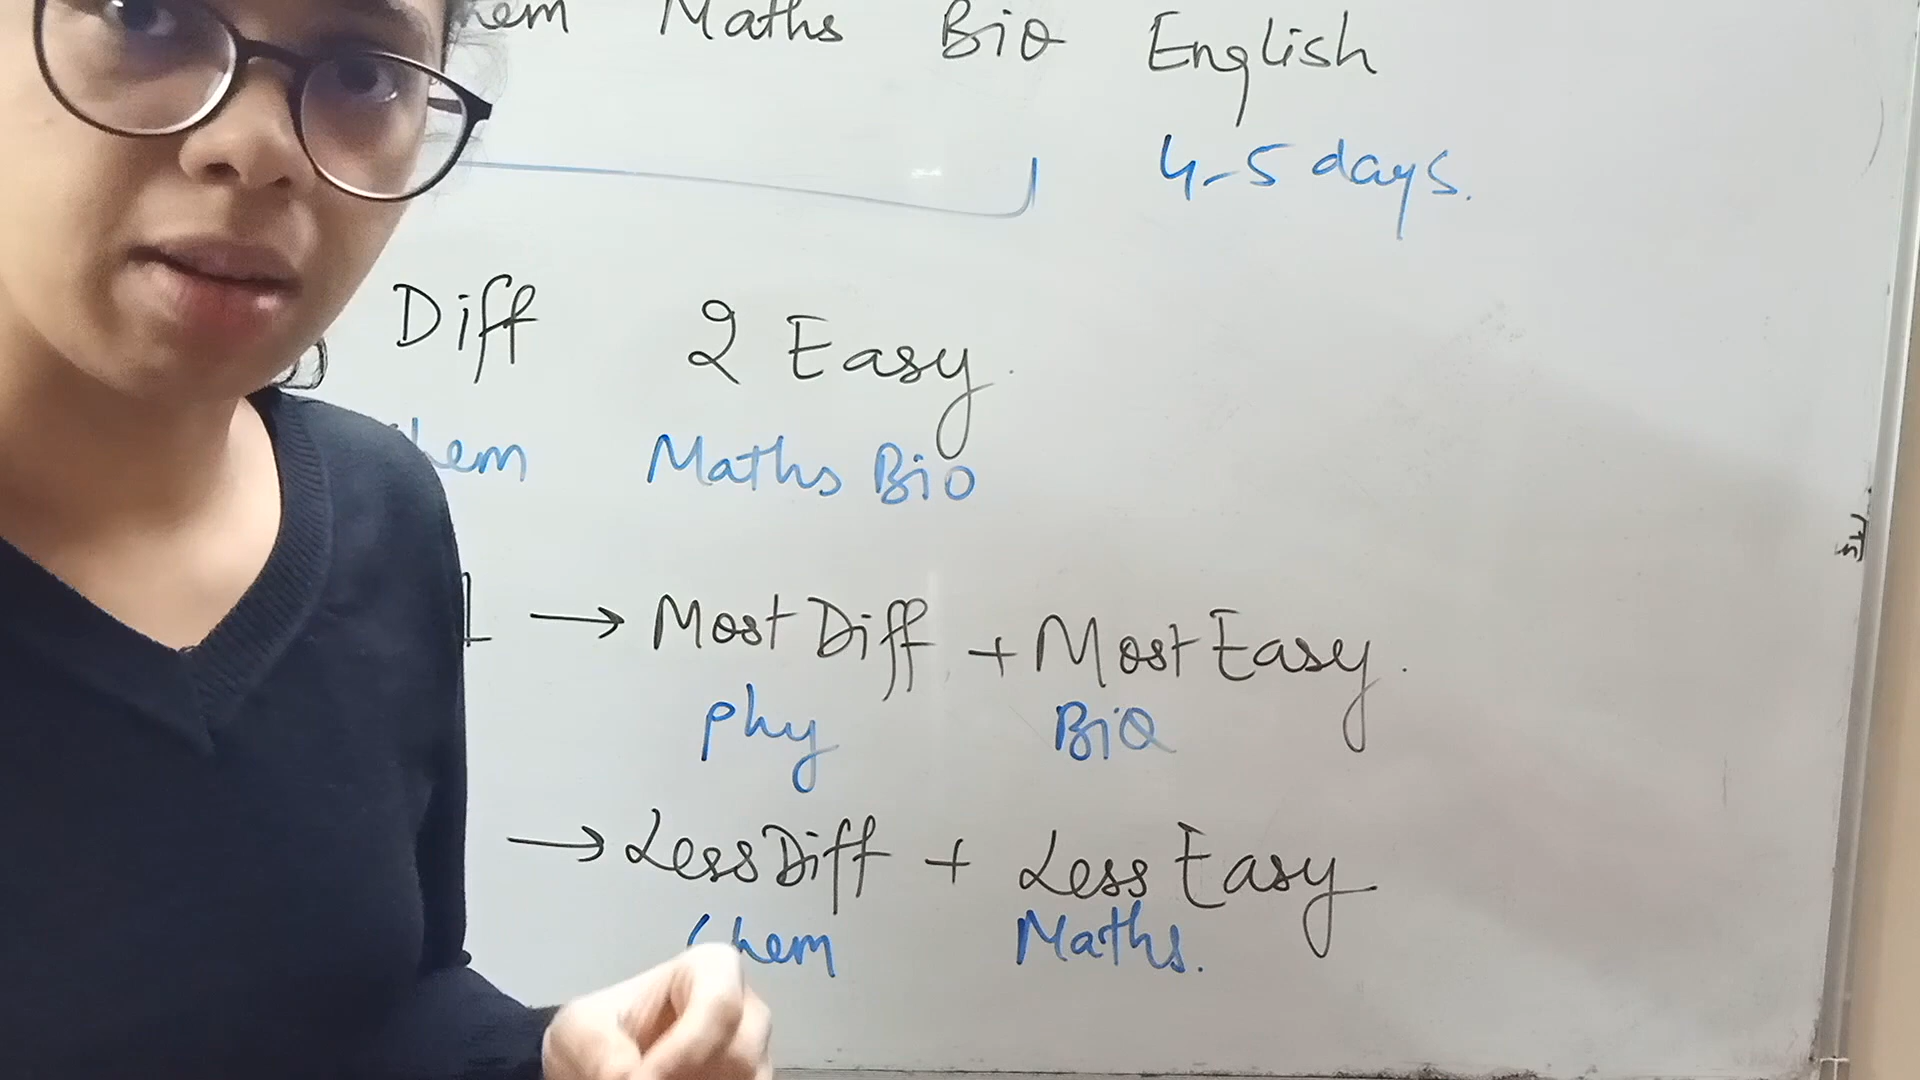 Maths Bio English
4-5 days.
Diff 2 Easy
Maths Bio
→ Most Diff + Most Easy.
Phy Bio
→ Less Diff + Less Easy
Chem Maths.